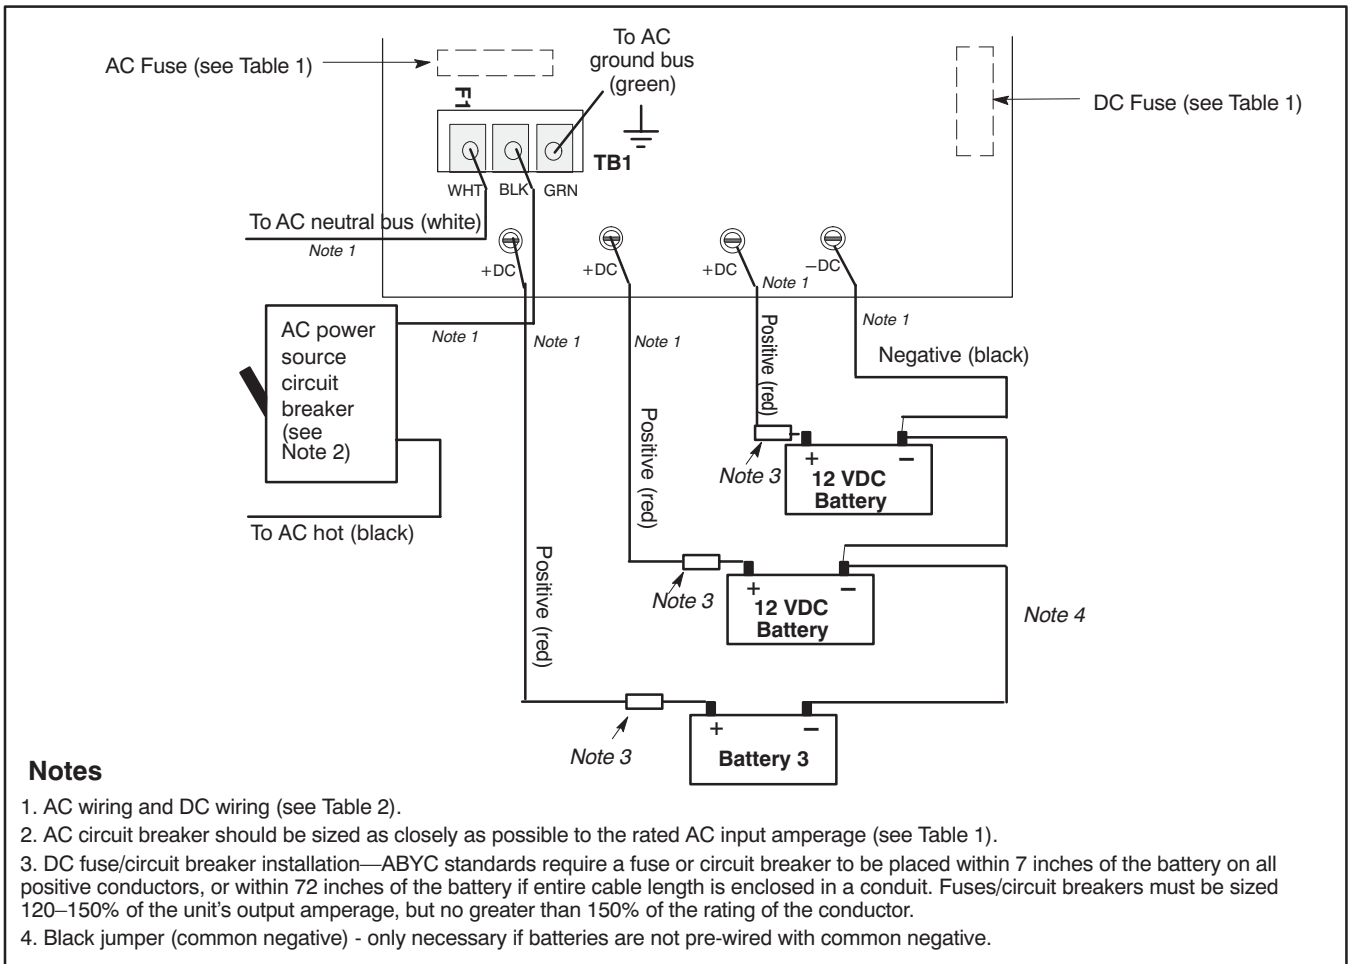 To AC
ground bus
(green)
AC Fuse (see Table 1)
DC Fuse (see Table 1)
F1
TB1
WHT
BLK
GRN
To AC neutral bus (white)
Note 1
+DC
+DC
+DC
−DC
Note 1
Note 1
Note 1
Note 1
Note 1
AC power
source
circuit
breaker
(see
Note 2)
To AC hot (black)
Negative (black)
Positive (red)
Positive (red)
Positive (red)
Note 3
+ −
12 VDC
Battery
Note 3
+ −
12 VDC
Battery
Note 4
Note 3
+ −
Battery 3
Notes
1. AC wiring and DC wiring (see Table 2).
2. AC circuit breaker should be sized as closely as possible to the rated AC input amperage (see Table 1).
3. DC fuse/circuit breaker installation—ABYC standards require a fuse or circuit breaker to be placed within 7 inches of the battery on all
positive conductors, or within 72 inches of the battery if entire cable length is enclosed in a conduit. Fuses/circuit breakers must be sized
120–150% of the unit's output amperage, but no greater than 150% of the rating of the conductor.
4. Black jumper (common negative) - only necessary if batteries are not pre-wired with common negative.